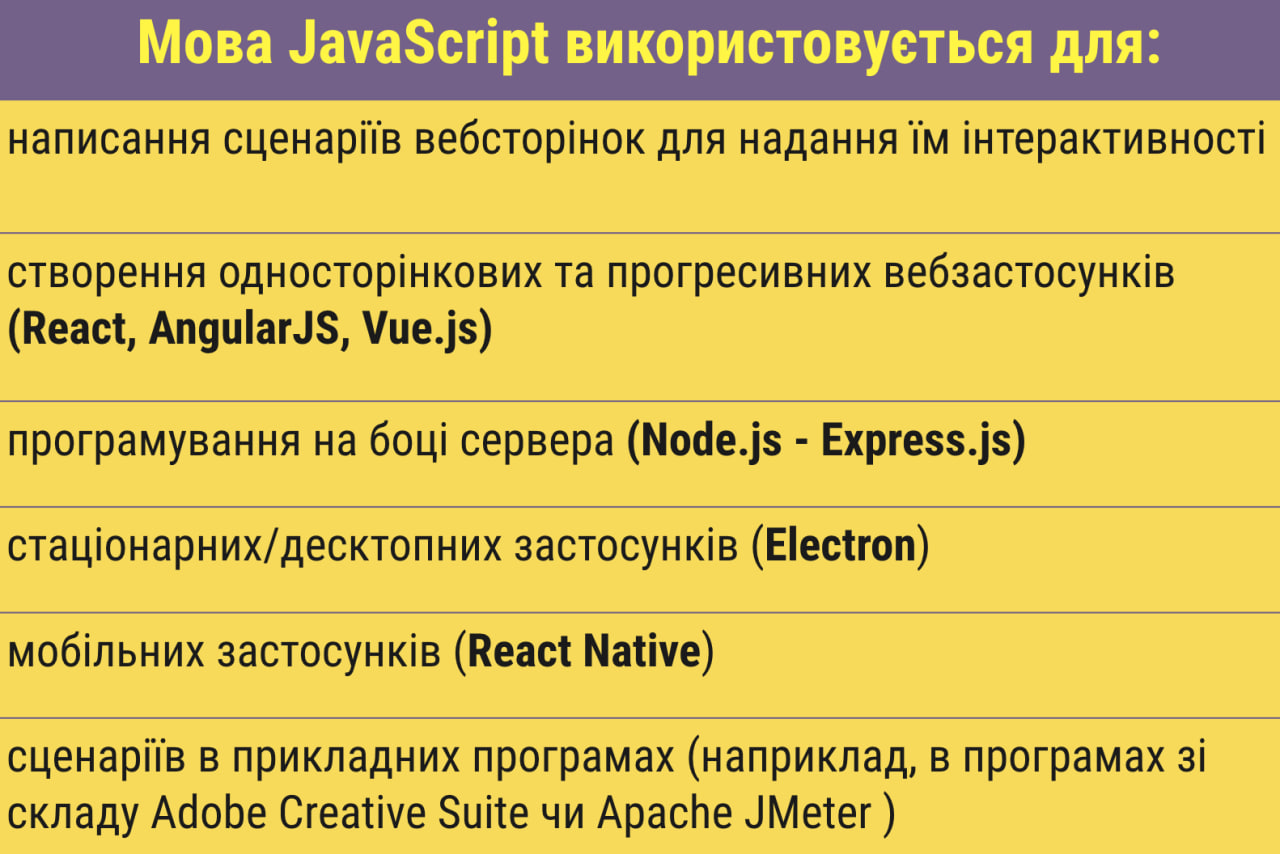 Мова JavaScript використовується для:
написання сценаріїв вебсторінок для надання їм інтерактивності
створення односторінкових та прогресивних вебзастосунків
(React, AngularJS, Vue.js)
програмування на боці сервера (Node.js - Express.js)
стаціонарних/десктопних застосунків (Electron)
мобільних застосунків (React Native)
сценаріїв в прикладних програмах (наприклад, в програмах зі
складу Adobe Creative Suite чи Apache JMeter )